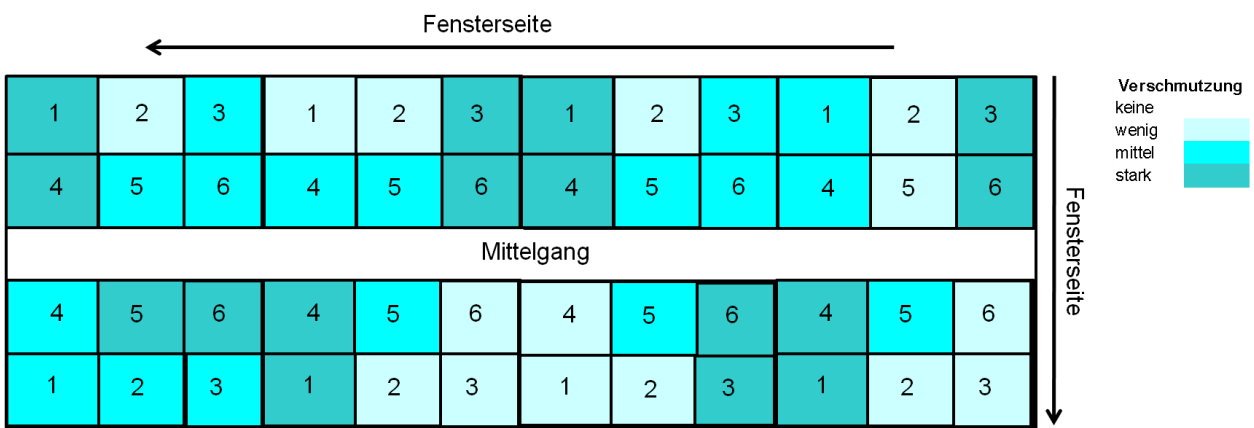 Fensterseite
1 2 3 1 2 3 1 2 3 1 2 3
4 5 6 4 5 6 4 5 6 4 5 6
Mittelgang
4 5 6 4 5 6 4 5 6 4 5 6
1 2 3 1 2 3 1 2 3 1 2 3
Fensterseite
Verschmutzung
keine
wenig
mittel
stark